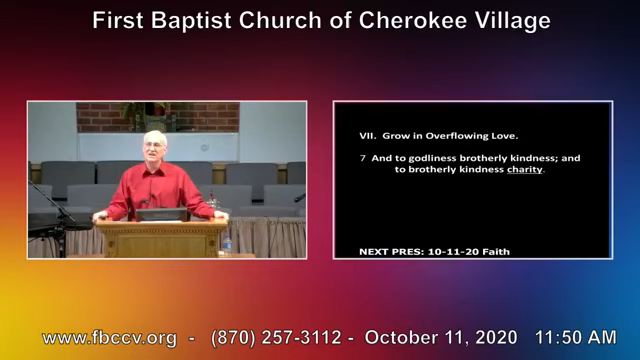 First Baptist Church of Cherokee Village
VII. Grow in Overflowing Love.
7 And to godliness brotherly kindness; and
to brotherly kindness charity.
NEXT PRES: 10-11-20 Faith
www.fbccv.org - (870) 257-3112 - October 11, 2020 11:50 AM